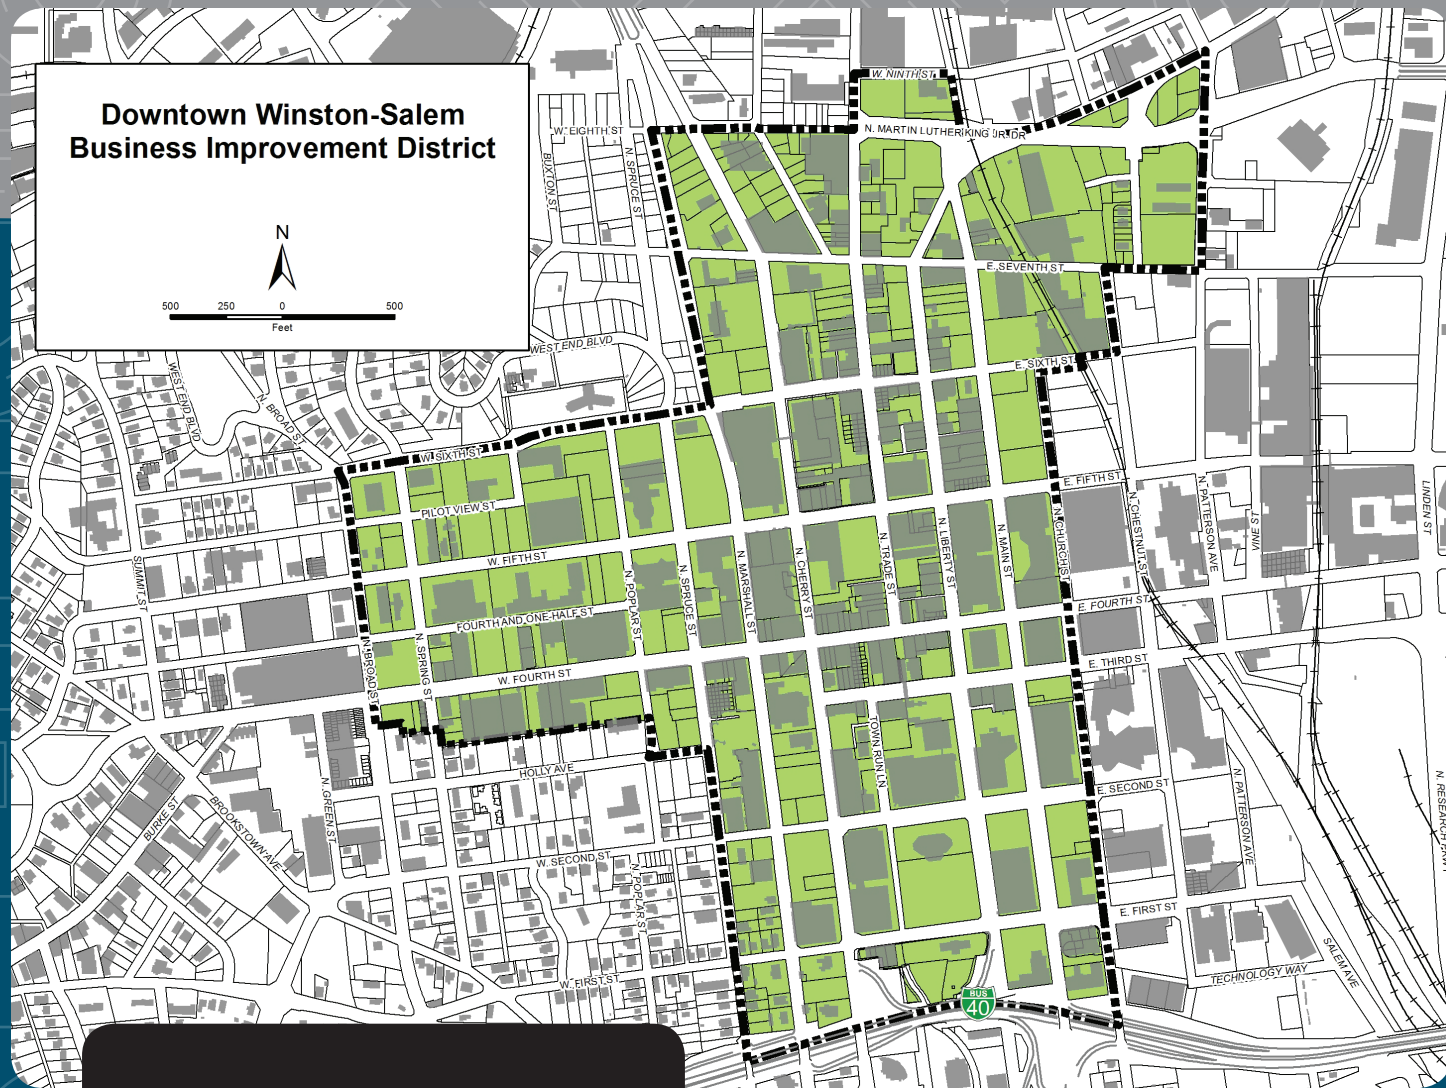 Downtown Winston-Salem
Business Improvement District
N
500
250
0
500
Feet
W. NINTH ST
N. MARTIN LUTHER KING JR. DR
W. EIGHTH ST
BUXTON ST
N. SPRUCE ST
E. SEVENTH ST
WEST END BLVD
E. SIXTH ST
WEST END BLVD
N. BROAD ST
W. SIXTH ST
E. FIFTH ST
PILOT VIEW ST
N. CHESTNUT ST
N. PATTERSON AVE
VINE ST
LINDEN ST
N. CHURCH ST
N. MAIN ST
N. LIBERTY ST
N. TRADE ST
N. CHERRY ST
N. MARSHALL ST
N. SPRUCE ST
N. POPLAR ST
W. FIFTH ST
SUMMIT ST
FOURTH AND ONE-HALF ST
E. FOURTH ST
N. BROAD ST
N. SPRING ST
W. FOURTH ST
E. THIRD ST
TOWN RUN LN
HOLLY AVE
N. GREEN ST
E. SECOND ST
N. PATTERSON AVE
BURKE ST
BROOKSTOWN AVE
W. SECOND ST
N. POPLAR ST
E. FIRST ST
SALEM AVE
TECHNOLOGY WAY
W. FIRST ST
BUS
40